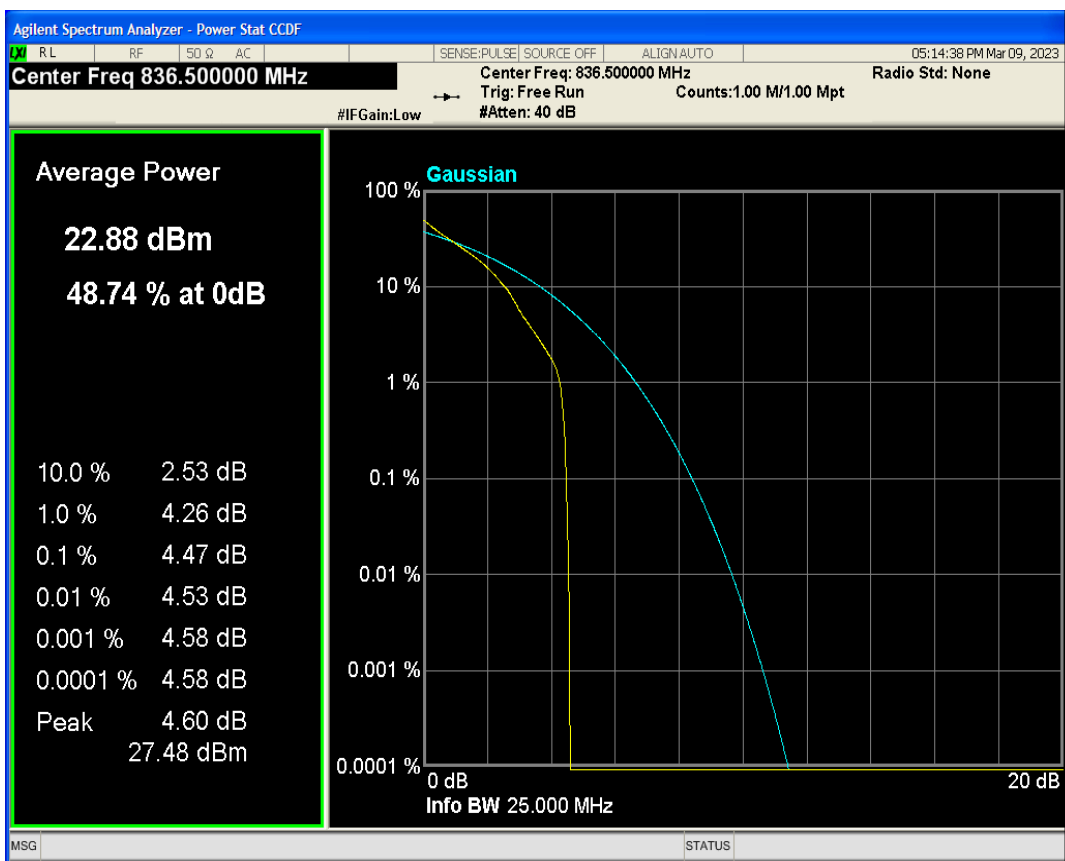 Agilent Spectrum Analyzer - Power Stat CCDF
LXI RL RF 50 Ω AC SENSE:PULSE SOURCE OFF ALIGN AUTO 05:14:38 PM Mar 09, 2023
Center Freq 836.500000 MHz Center Freq: 836.500000 MHz Radio Std: None
Trig: Free Run Counts:1.00 M/1.00 Mpt
#IFGain:Low #Atten: 40 dB
Average Power
22.88 dBm
48.74 % at 0dB
10.0 % 2.53 dB
1.0 % 4.26 dB
0.1 % 4.47 dB
0.01 % 4.53 dB
0.001 % 4.58 dB
0.0001 % 4.58 dB
Peak 4.60 dB
27.48 dBm
Gaussian
100 %
10 %
1 %
0.1 %
0.01 %
0.001 %
0.0001 %
0 dB 20 dB
Info BW 25.000 MHz
MSG STATUS